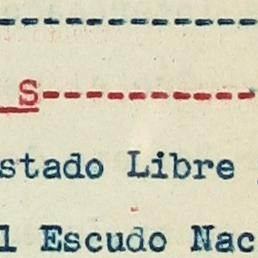 ----------------
S-----------
stado Libre
l Escudo Nac